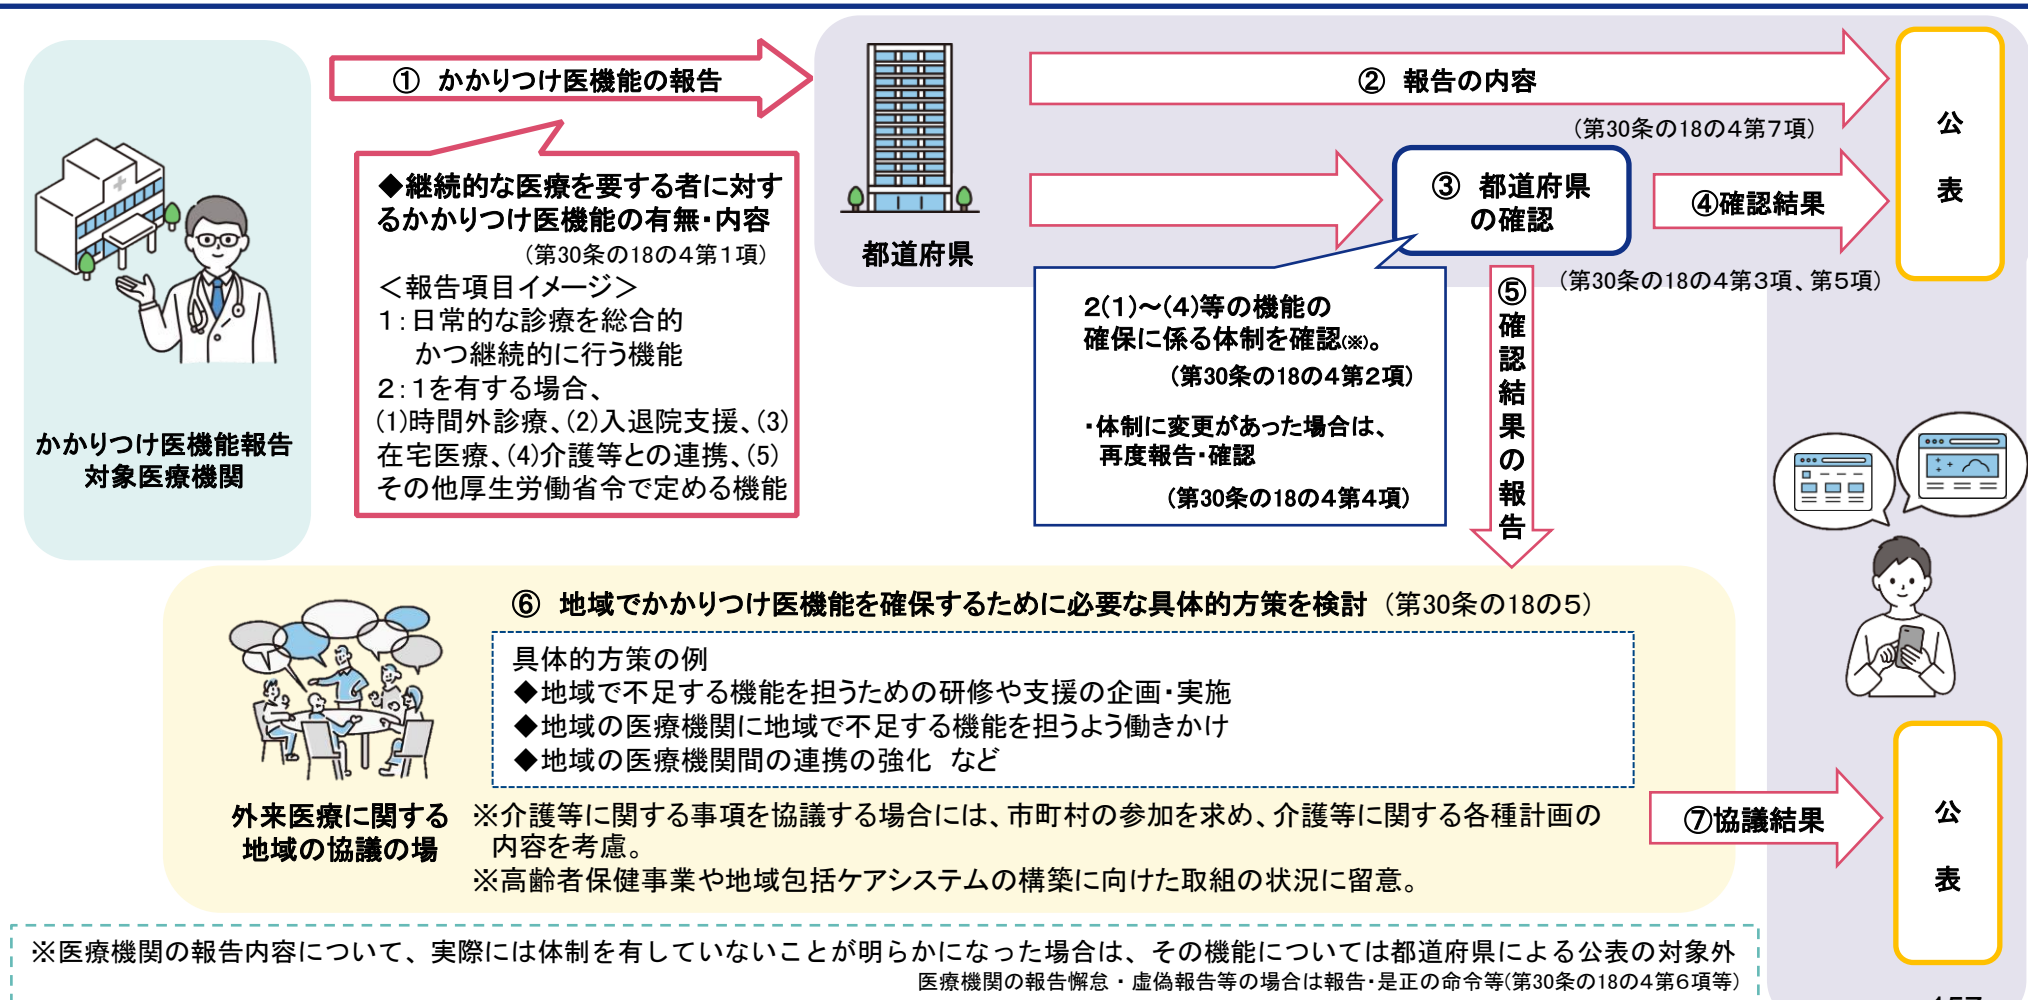 ① かかりつけ医機能の報告
② 報告の内容
(第30条の18の4第7項)
公
表
◆継続的な医療を要する者に対す
るかかりつけ医機能の有無・内容
(第30条の18の4第1項)
＜報告項目イメージ＞
1：日常的な診療を総合的
かつ継続的に行う機能
2：1を有する場合、
(1)時間外診療、(2)入退院支援、(3)
在宅医療、(4)介護等との連携、(5)
その他厚生労働省令で定める機能
かかりつけ医機能報告
対象医療機関
都道府県
③ 都道府県
の確認
④確認結果
(第30条の18の4第3項、第5項)
2(1)～(4)等の機能の
確保に係る体制を確認(※)。
(第30条の18の4第2項)
・体制に変更があった場合は、
再度報告・確認
(第30条の18の4第4項)
⑤確認結果の報告
⑥ 地域でかかりつけ医機能を確保するために必要な具体的方策を検討 (第30条の18の5)
具体的方策の例
◆地域で不足する機能を担うための研修や支援の企画・実施
◆地域の医療機関に地域で不足する機能を担うよう働きかけ
◆地域の医療機関間の連携の強化 など
外来医療に関する
地域の協議の場
※介護等に関する事項を協議する場合には、市町村の参加を求め、介護等に関する各種計画の
内容を考慮。
※高齢者保健事業や地域包括ケアシステムの構築に向けた取組の状況に留意。
⑦協議結果
公
表
※医療機関の報告内容について、実際には体制を有していないことが明らかになった場合は、その機能については都道府県による公表の対象外
医療機関の報告懈怠・虚偽報告等の場合は報告・是正の命令等(第30条の18の4第6項等)